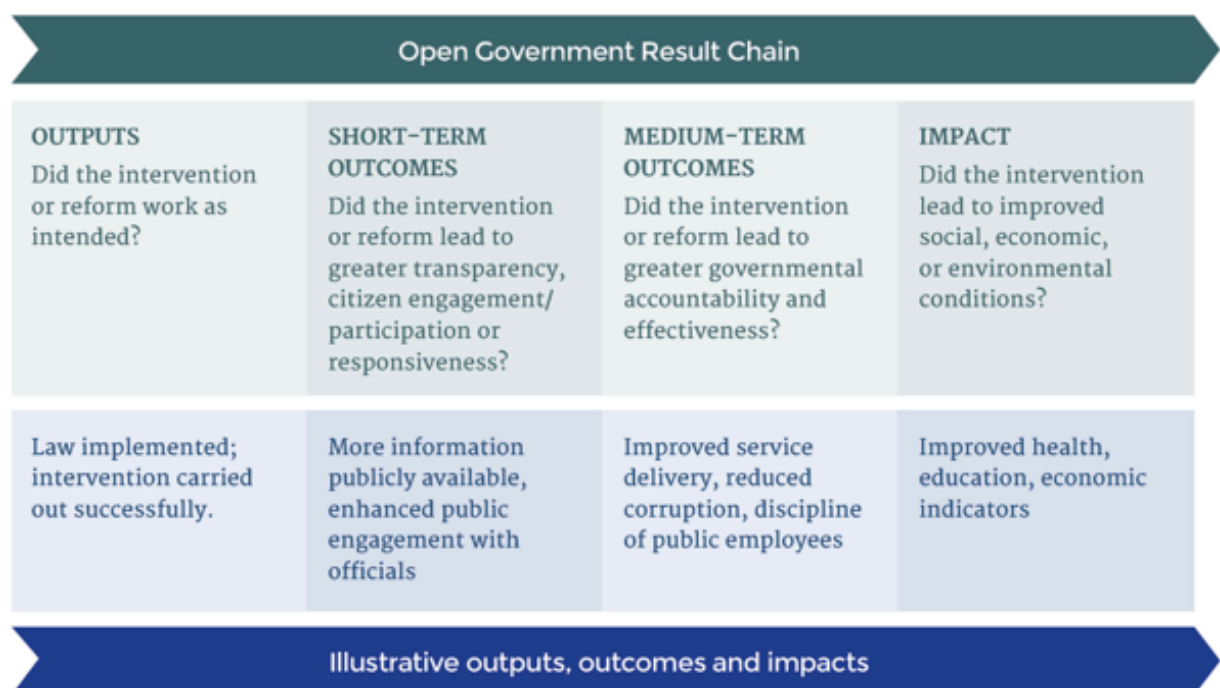 Open Government Result Chain
OUTPUTS
Did the intervention
or reform work as
intended?
SHORT-TERM
OUTCOMES
Did the intervention
or reform lead to
greater transparency,
citizen engagement/
participation or
responsiveness?
MEDIUM-TERM
OUTCOMES
Did the intervention
or reform lead to
greater governmental
accountability and
effectiveness?
IMPACT
Did the intervention
lead to improved
social, economic,
or environmental
conditions?
Law implemented;
intervention carried
out successfully.
More information
publicly available,
enhanced public
engagement with
officials
Improved service
delivery, reduced
corruption, discipline
of public employees
Improved health,
education, economic
indicators
Illustrative outputs, outcomes and impacts